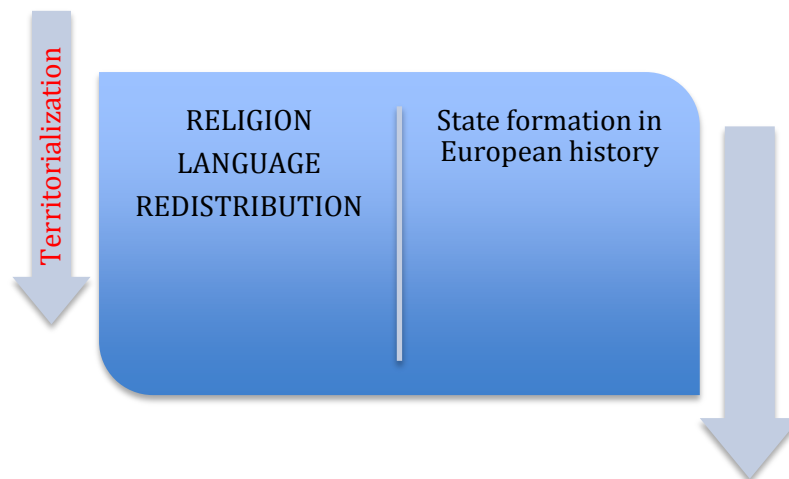 Territorialization
RELIGION
LANGUAGE
REDISTRIBUTION
State formation in
European history